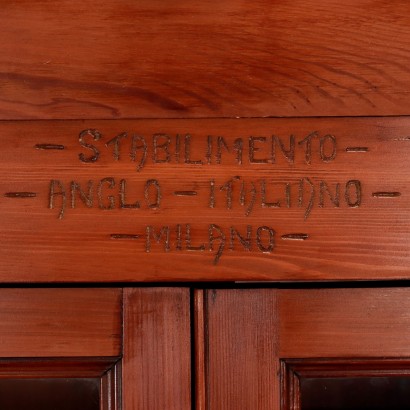 - STABILIMENTO -
- ANGLO - ITALIANO -
- MILANO -